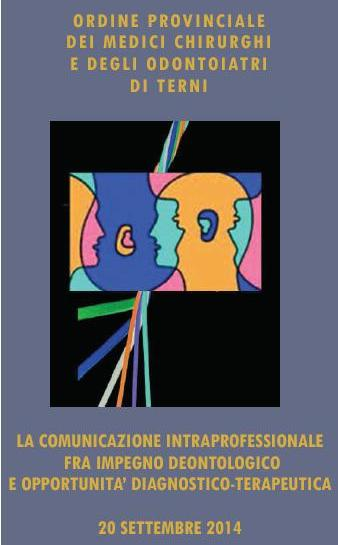 ORDINE PROVINCIALE
DEI MEDICI CHIRURGHI
E DEGLI ODONTOIATRI
DI TERNI
LA COMUNICAZIONE INTRAPROFESSIONALE
FRA IMPEGNO DEONTOLOGICO
E OPPORTUNITA' DIAGNOSTICO-TERAPEUTICA
20 SETTEMBRE 2014